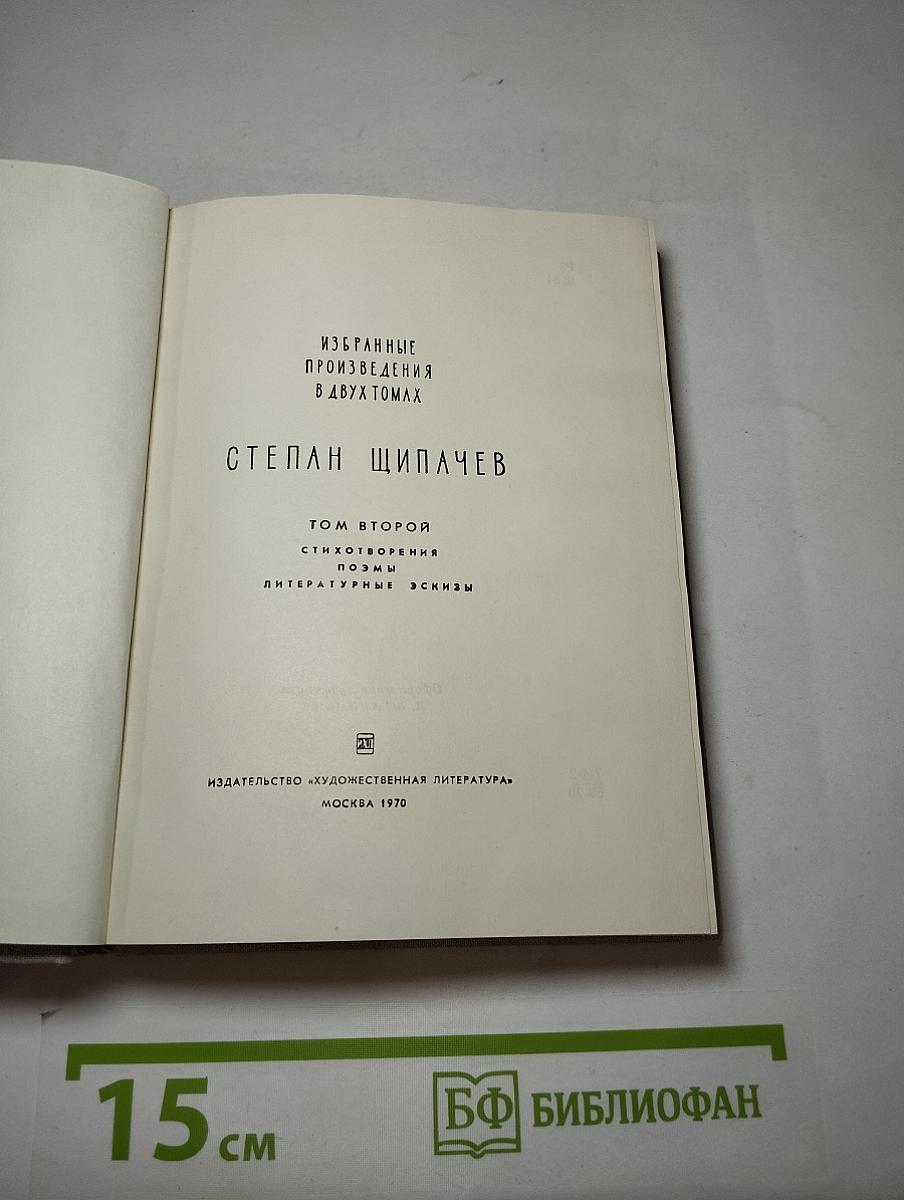 ИЗБРАННЫЕ
ПРОИЗВЕДЕНИЯ
В ДВУХ ТОМАХ
СТЕПАН ЩИПАЧЕВ
ТОМ ВТОРОЙ
СТИХОТВОРЕНИЯ
ПОЭМЫ
ЛИТЕРАТУРНЫЕ ЭСКИЗЫ
ИЗДАТЕЛЬСТВО «ХУДОЖЕСТВЕННАЯ ЛИТЕРАТУРА»
МОСКВА 1970
15 см
БФ БИБЛИОФАН